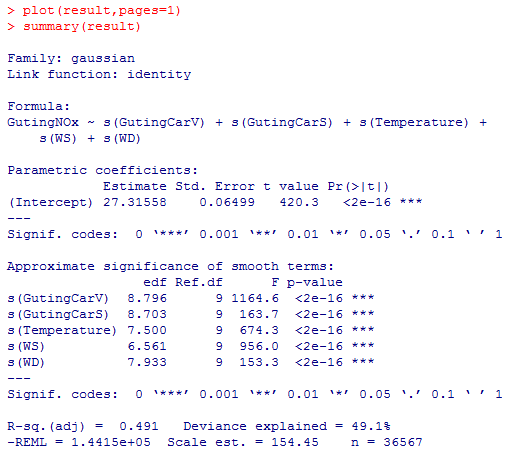 > plot(result,pages=1)
> summary(result)
Family: gaussian
Link function: identity
Formula:
GutingNOx ~ s(GutingCarV) + s(GutingCarS) + s(Temperature) +
    s(WS) + s(WD)
Parametric coefficients:
            Estimate Std. Error t value Pr(>|t|)
(Intercept) 27.31558    0.06499   420.3   <2e-16 ***
---
Signif. codes:  0 ‘***’ 0.001 ‘**’ 0.01 ‘*’ 0.05 ‘.’ 0.1 ‘ ’ 1
Approximate significance of smooth terms:
                 edf Ref.df      F p-value
s(GutingCarV)  8.796      9 1164.6  <2e-16 ***
s(GutingCarS)  8.703      9  163.7  <2e-16 ***
s(Temperature) 7.500      9  674.3  <2e-16 ***
s(WS)          6.561      9  956.0  <2e-16 ***
s(WD)          7.933      9  153.3  <2e-16 ***
---
Signif. codes:  0 ‘***’ 0.001 ‘**’ 0.01 ‘*’ 0.05 ‘.’ 0.1 ‘ ’ 1
R-sq.(adj) =  0.491   Deviance explained = 49.1%
-REML = 1.4415e+05  Scale est. = 154.45    n = 36567